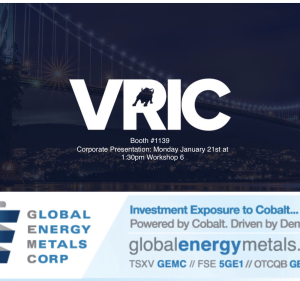 VRIC
Booth #1139
Corporate Presentation: Monday January 21st at
1:30pm Workshop 6
GLOBAL
ENERGY
METALS
CORP
Investment Exposure to Cobalt...
Powered by Cobalt. Driven by
globalenergymetals.
TSXV GEMC // FSE 5GE1 // OTCQB